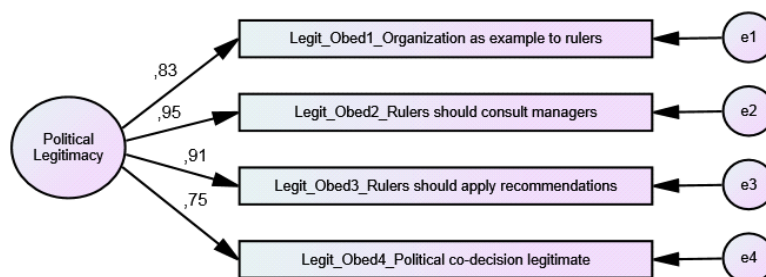 Legit_Obed1_Organization as example to rulers
e1
,83
Legit_Obed2_Rulers should consult managers
e2
,95
Political
Legitimacy
,91
Legit_Obed3_Rulers should apply recommendations
e3
,75
Legit_Obed4_Political co-decision legitimate
e4